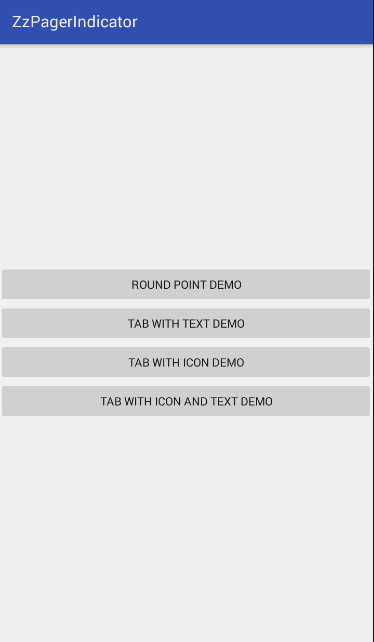 ZzPagerIndicator
ROUND POINT DEMO
TAB WITH TEXT DEMO
TAB WITH ICON DEMO
TAB WITH ICON AND TEXT DEMO